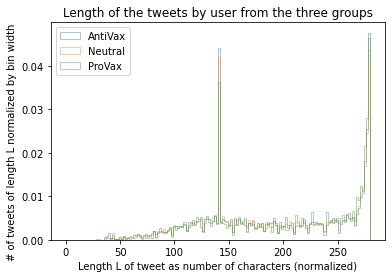 Length of the tweets by user from the three groups
AntiVax
Neutral
ProVax
# of tweets of length L normalized by bin width
0.04
0.03
0.02
0.01
0.00
0
50
100
150
200
250
Length L of tweet as number of characters (normalized)